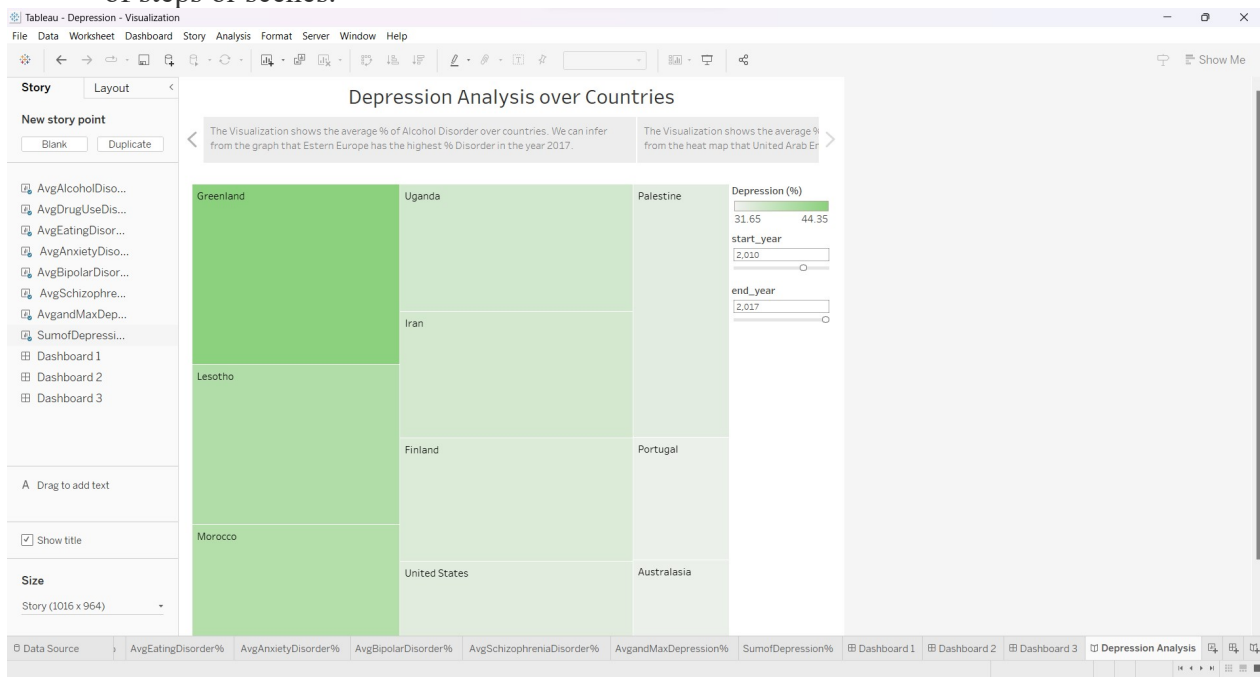 of steps or scenes.
Tableau - Depression - Visualization
File Data Worksheet Dashboard Story Analysis Format Server Window Help
Show Me
Story Layout
New story point
Blank Duplicate
AvgAlcoholDiso...
AvgDrugUseDis...
AvgEatingDisor...
AvgAnxietyDiso...
AvgBipolarDisor...
AvgSchizophre...
AvgandMaxDep...
SumofDepressi...
Dashboard 1
Dashboard 2
Dashboard 3
A Drag to add text
Show title
Size
Story (1016 x 964)
Depression Analysis over Countries
The Visualization shows the average % of Alcohol Disorder over countries. We can infer
from the graph that Estern Europe has the highest % Disorder in the year 2017.
The Visualization shows the average %
from the heat map that United Arab Er
Greenland
Lesotho
Morocco
Uganda
Iran
Finland
United States
Palestine
Portugal
Australasia
Depression (%)
31.65 44.35
start_year
2,010
end_year
2,017
Data Source AvgEatingDisorder% AvgAnxietyDisorder% AvgBipolarDisorder% AvgSchizophreniaDisorder% AvgandMaxDepression% SumofDepression% Dashboard 1 Dashboard 2 Dashboard 3 Depression Analysis